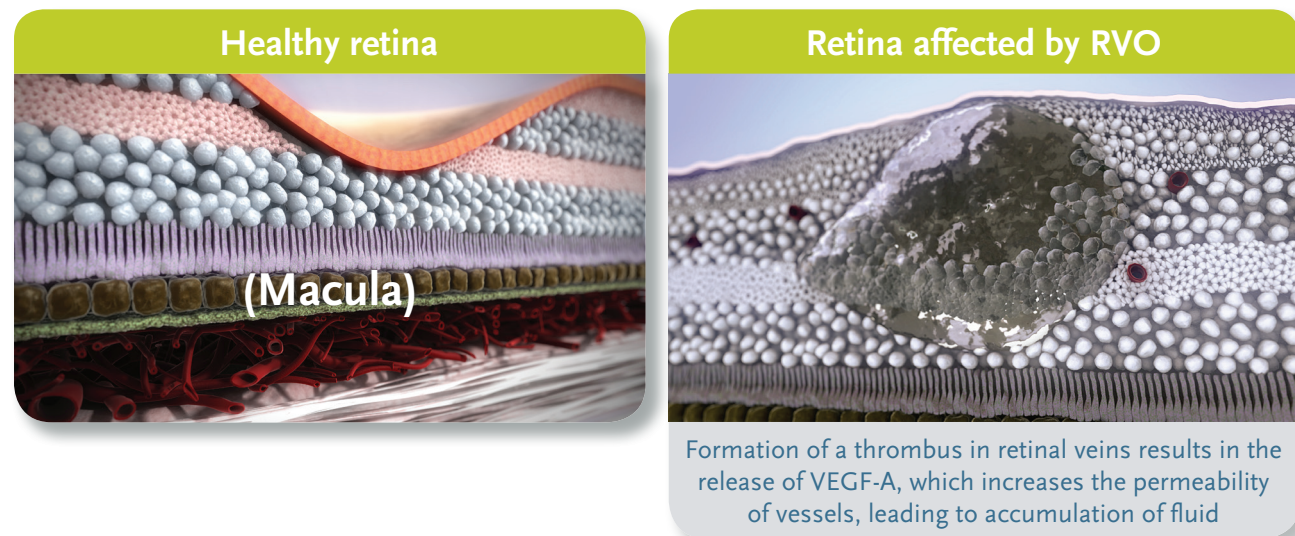 Healthy retina
(Macula)
Retina affected by RVO
Formation of a thrombus in retinal veins results in the
release of VEGF-A, which increases the permeability
of vessels, leading to accumulation of fluid